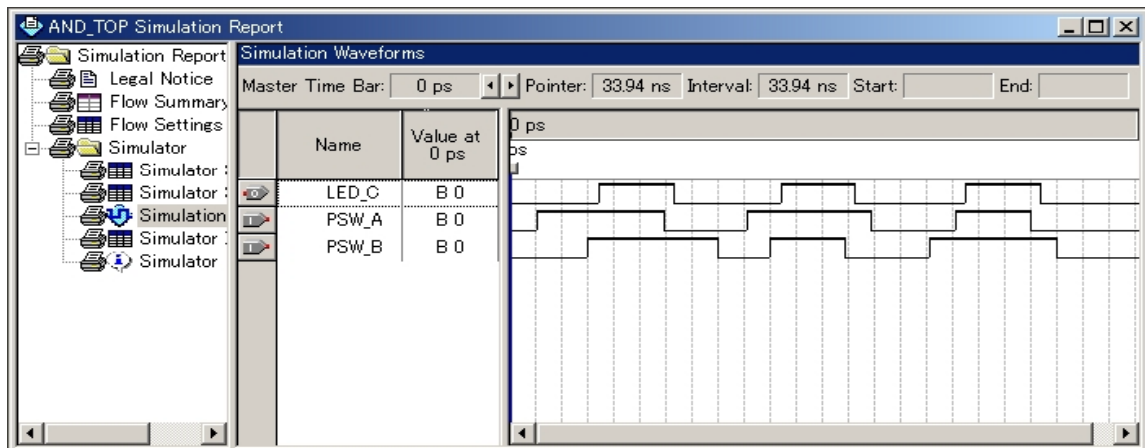 AND_TOP Simulation Report
Simulation Report
Legal Notice
Flow Summary
Flow Settings
Simulator
Simulator
Simulator
Simulation
Simulator
Simulator
Simulation Waveforms
Master Time Bar: 0 ps Pointer: 33.94 ns Interval: 33.94 ns Start: End:
Name Value at 0 ps
0 ps
ps
LED_C B 0
PSW_A B 0
PSW_B B 0